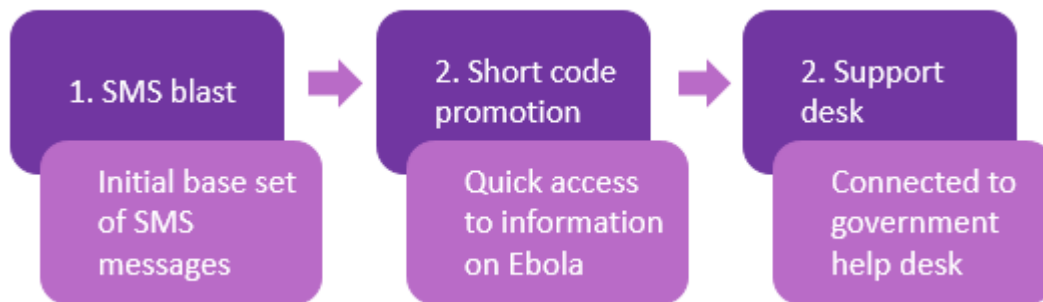 1. SMS blast
Initial base set
of SMS
messages
2. Short code
promotion
Quick access
to information
on Ebola
2. Support
desk
Connected to
government
help desk